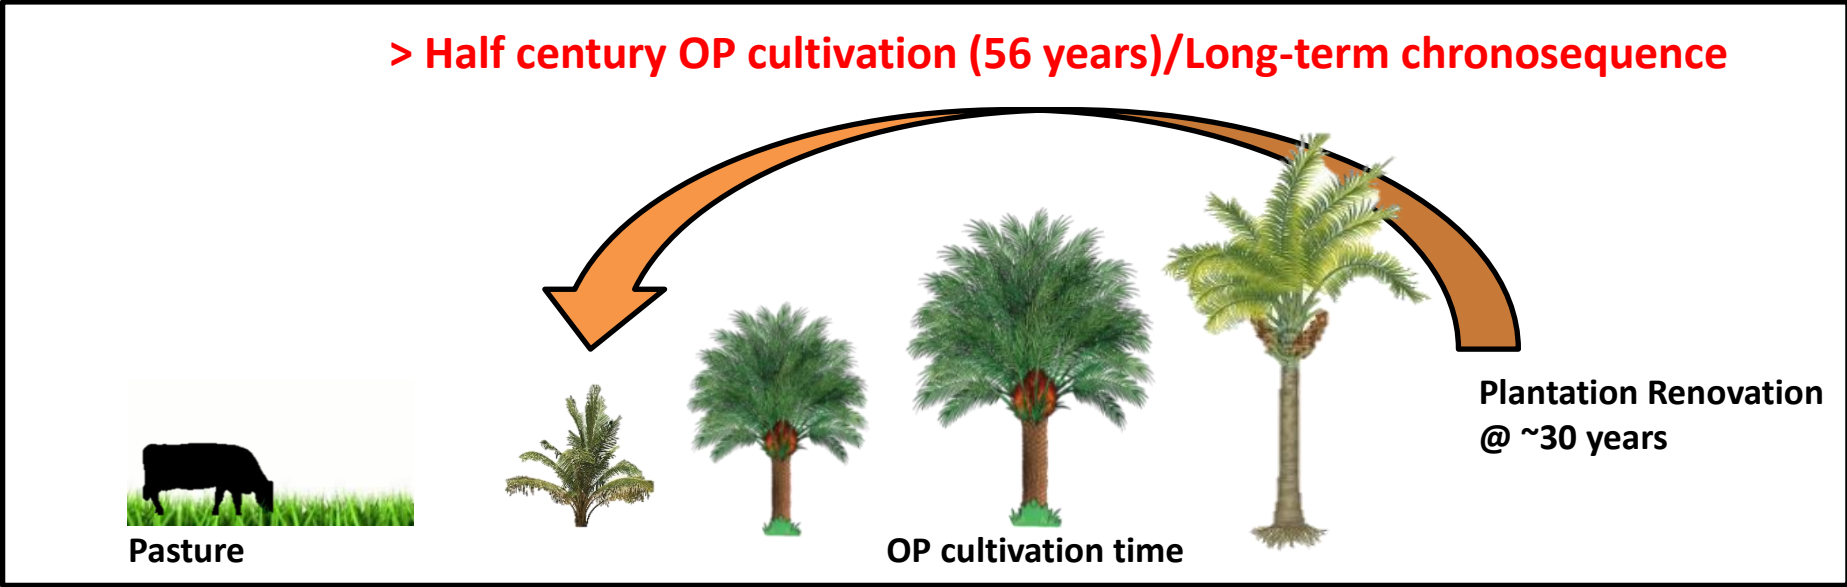 > Half century OP cultivation (56 years)/Long-term chronosequence
Plantation Renovation
@ ~30 years
Pasture
OP cultivation time